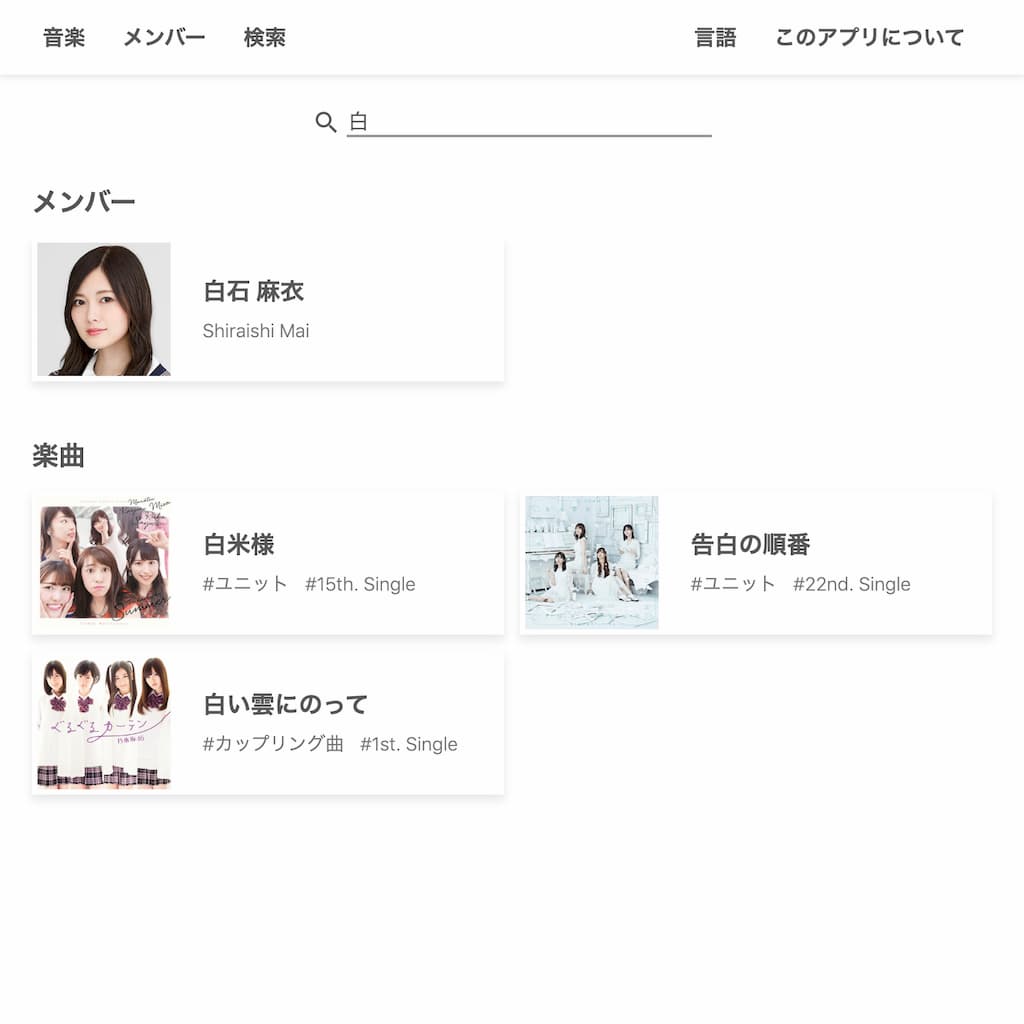 音楽 メンバー 検索 言語 このアプリについて
白
メンバー
白石 麻衣
Shiraishi Mai
楽曲
白米様
#ユニット #15th. Single
Summer
告白の順番
#ユニット #22nd. Single
白い雲にのって
#カップリング曲 #1st. Single
ぐるぐるカーテン
乃木坂46